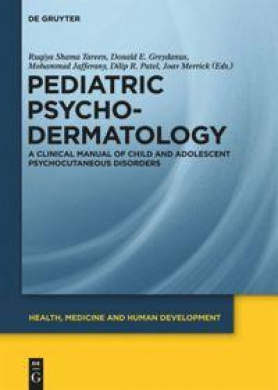 DE GRUYTER
Ruqiya Shama Tareen, Donald E. Greydanus,
Mohammad Jafferany, Dilip R. Patel, Joav Merrick (Eds.)
PEDIATRIC
PSYCHO-
DERMATOLOGY
A CLINICAL MANUAL OF CHILD AND ADOLESCENT
PSYCHOCUTANEOUS DISORDERS
HEALTH, MEDICINE AND HUMAN DEVELOPMENT
DE
G